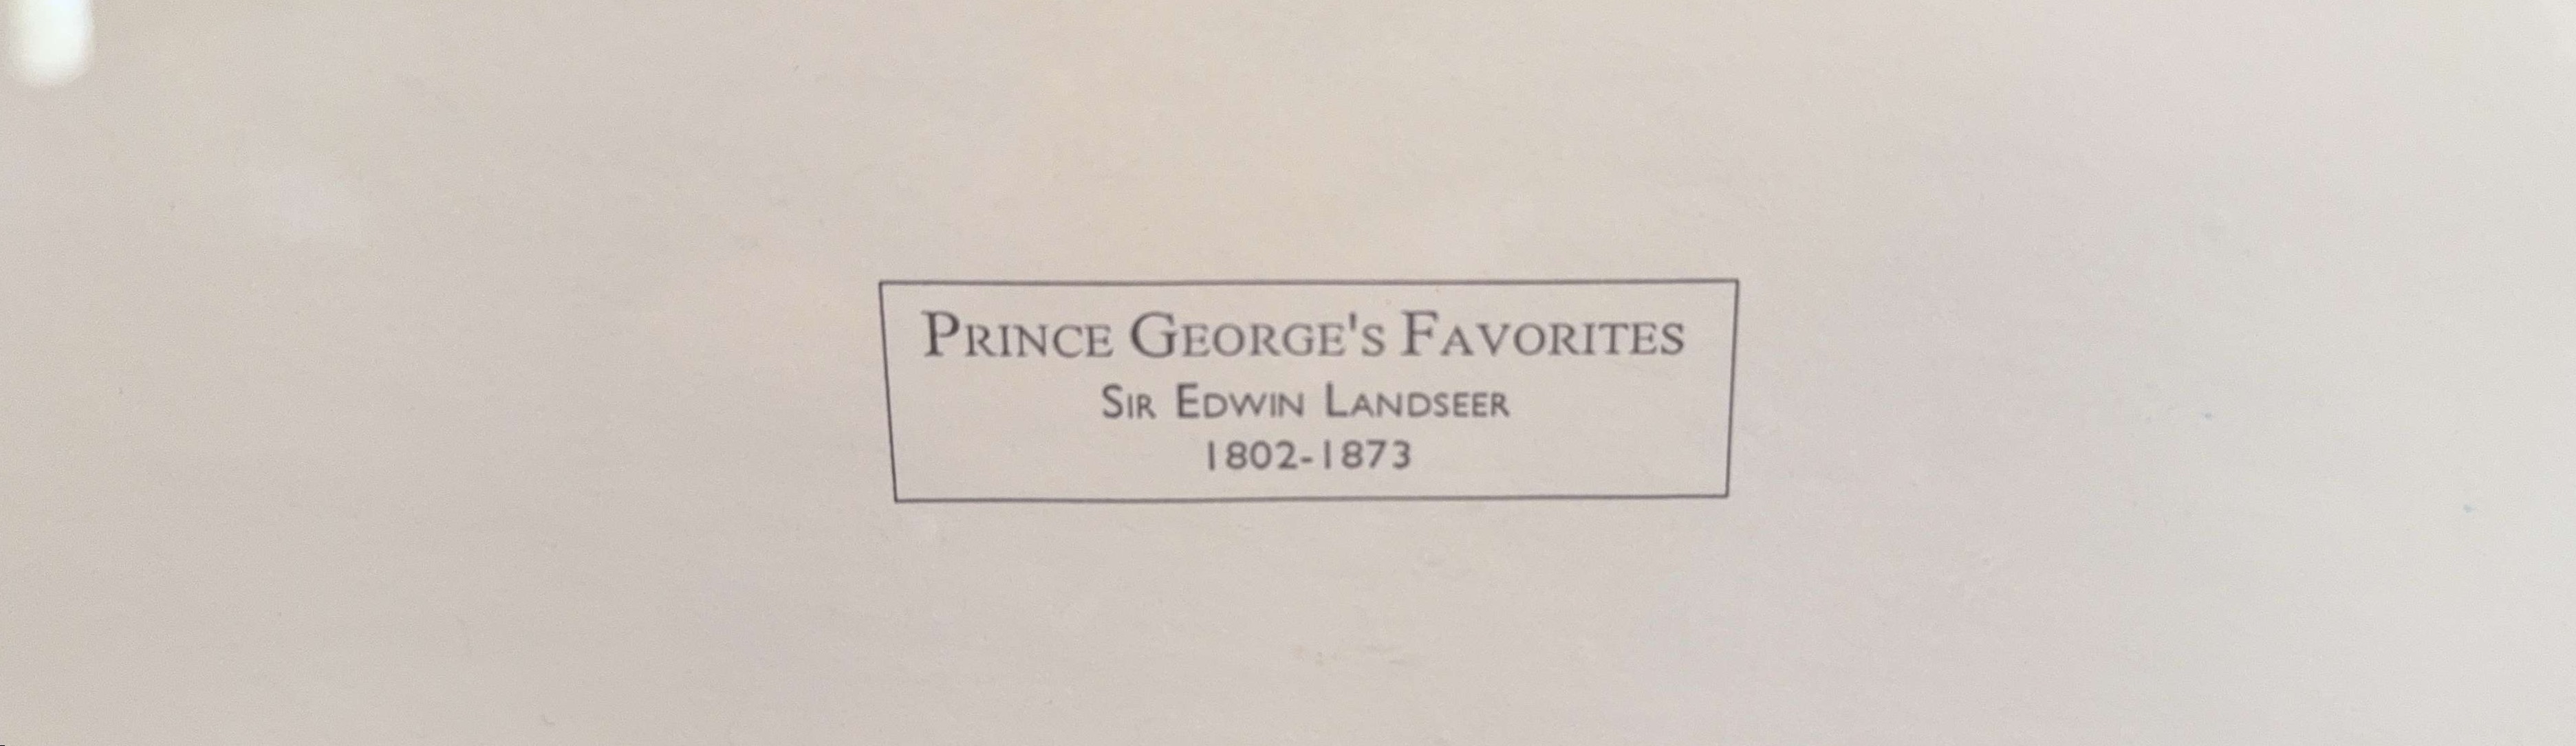 PRINCE GEORGE'S FAVORITES
SIR EDWIN LANDSEER
1802-1873